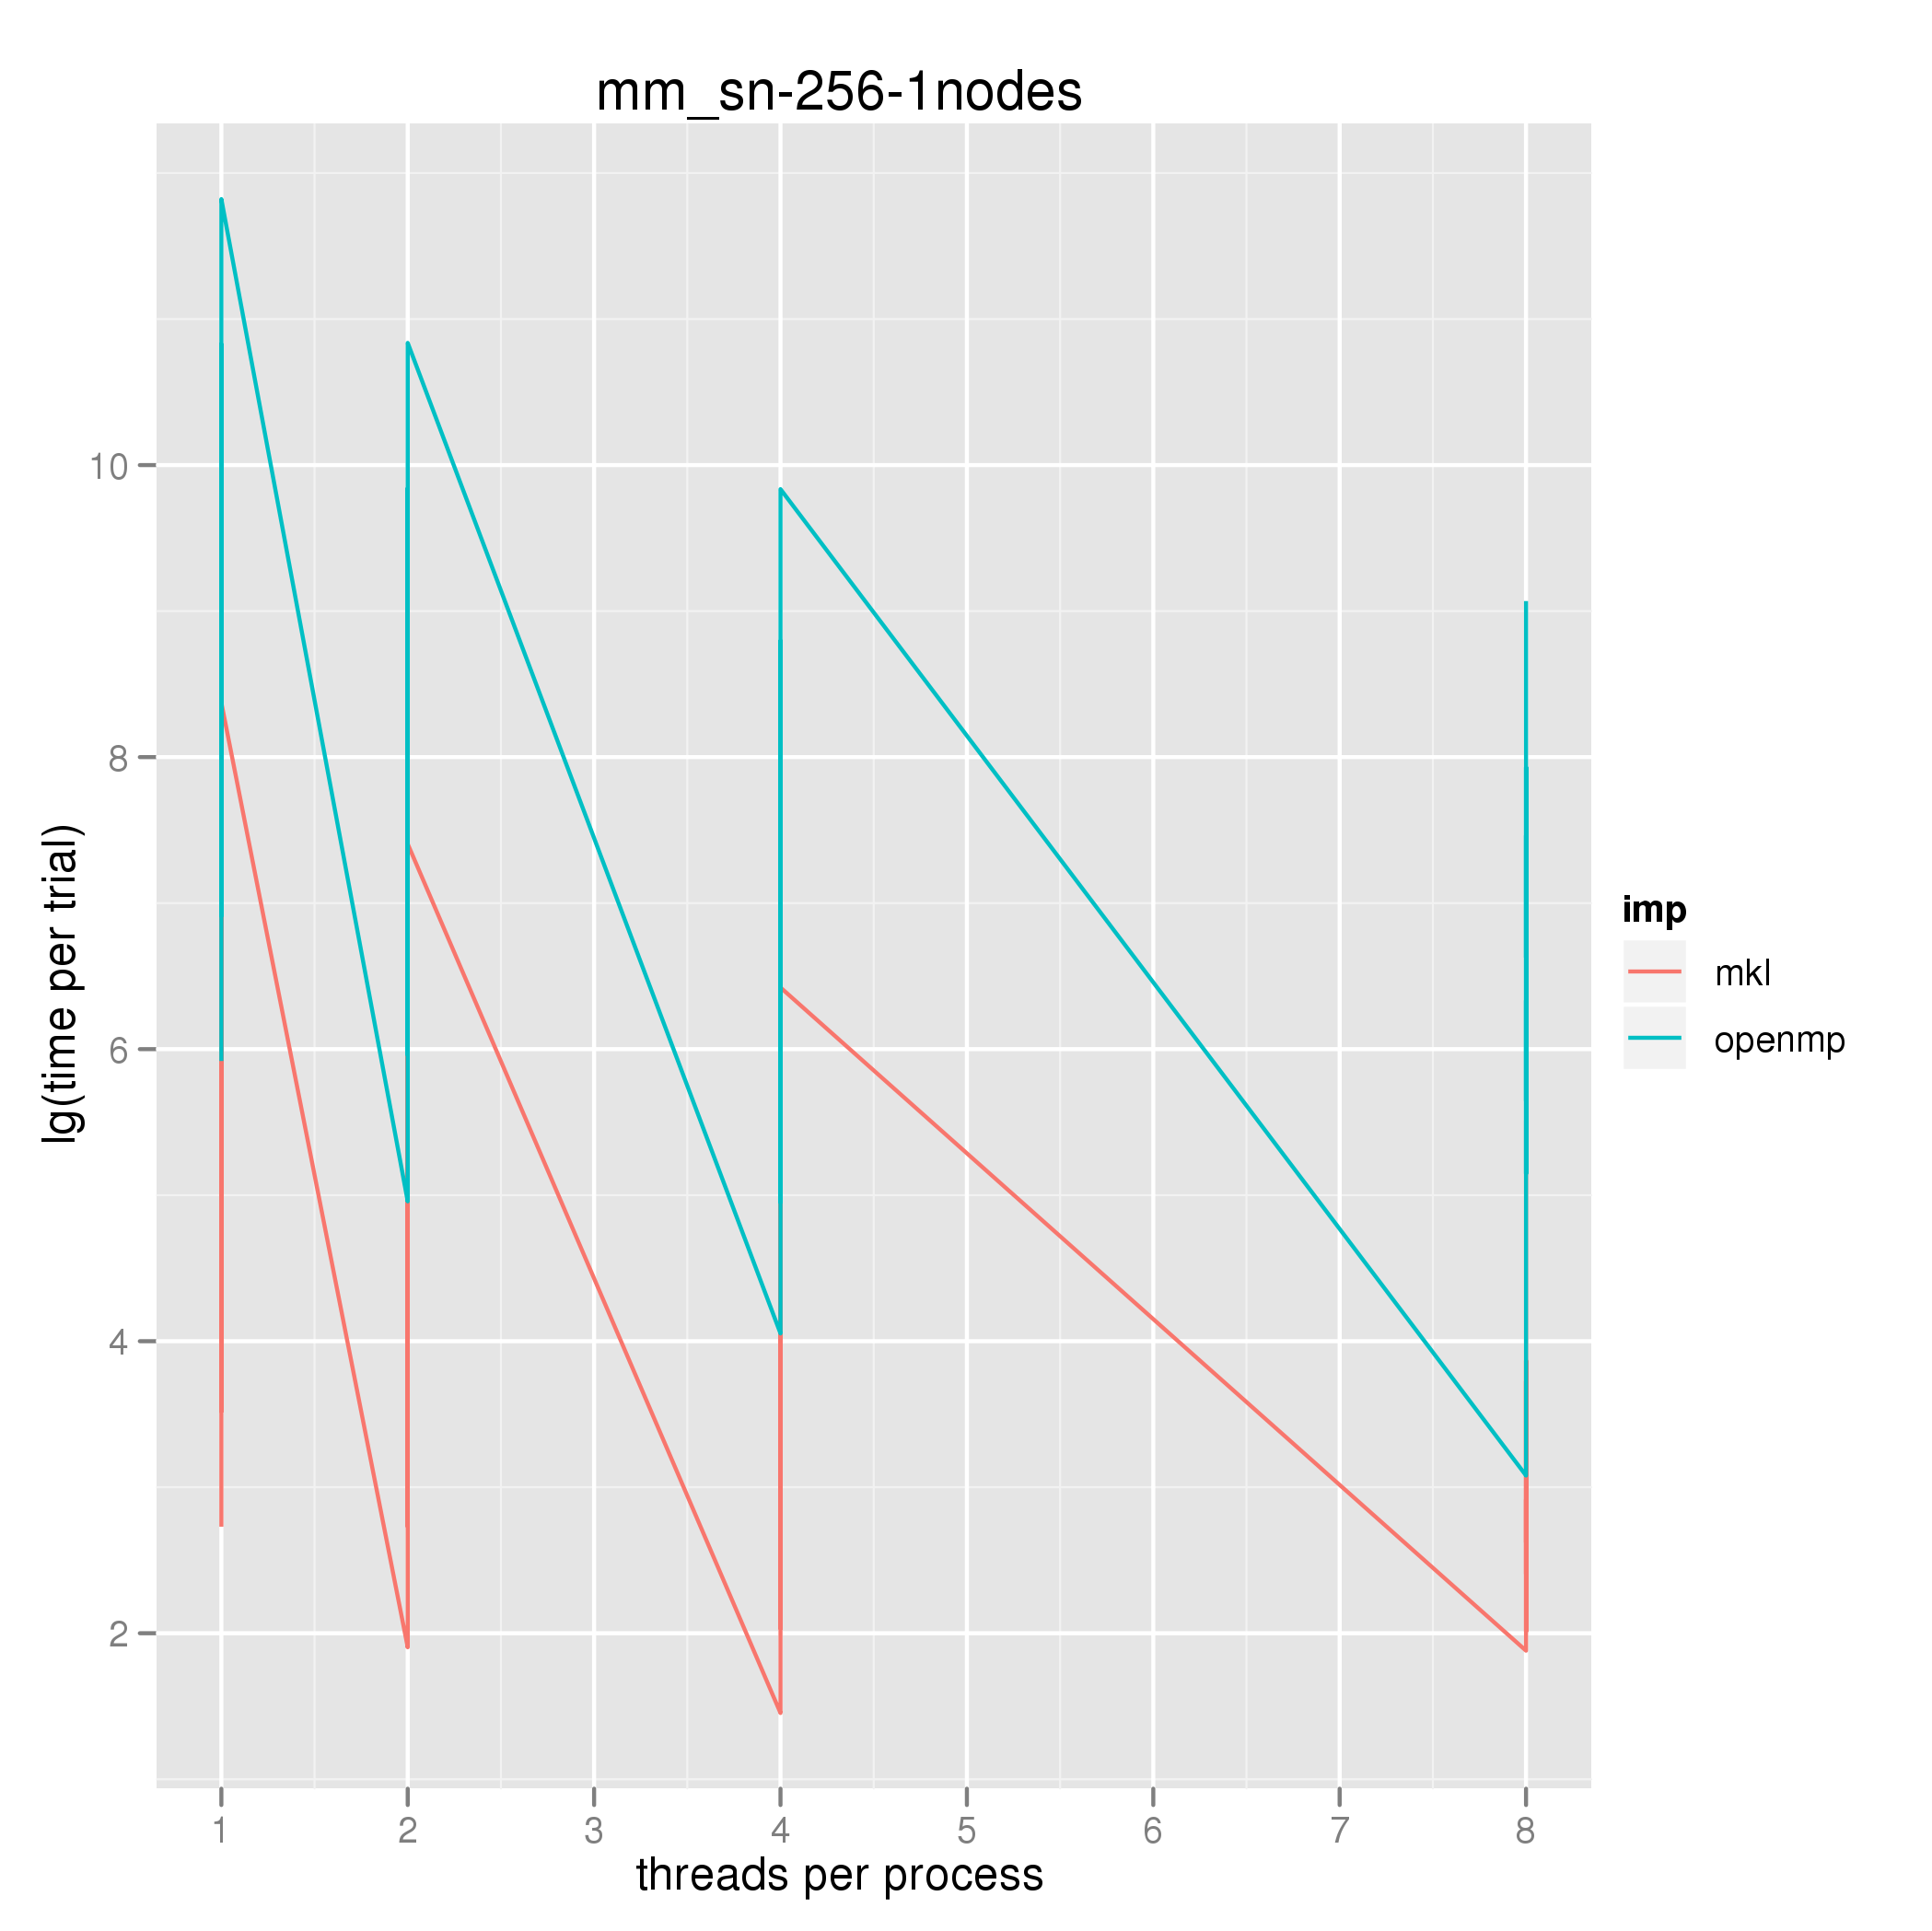 mm_sn-256-1nodes
lg(time per trial)
10
8
6
4
2
1 2 3 4 5 6 7 8
threads per process
imp
mkl
openmp